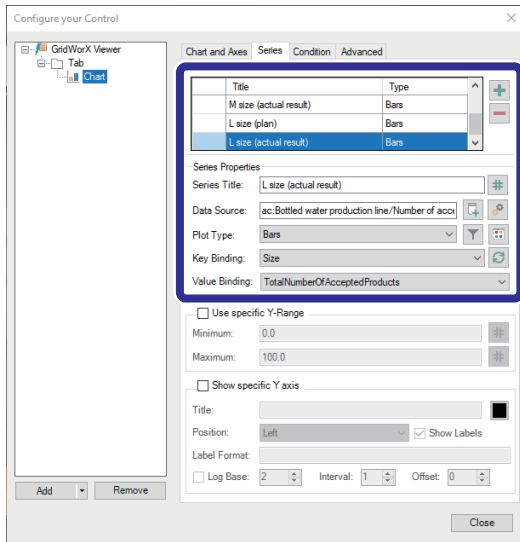 Configure your Control
GridWorX Viewer
Tab
Chart
Chart and Axes Series Condition Advanced
Title Type
M size (actual result) Bars
L size (plan) Bars
L size (actual result) Bars
Series Properties
Series Title: L size (actual result)
Data Source: ac:Bottled water production line/Number of acce
Plot Type: Bars
Key Binding: Size
Value Binding: TotalNumberOfAcceptedProducts
Use specific Y-Range
Minimum: 0.0
Maximum: 100.0
Show specific Y axis
Title:
Position: Left Show Labels
Label Format:
Log Base: 2 Interval: 1 Offset: 0
Add Remove
Close